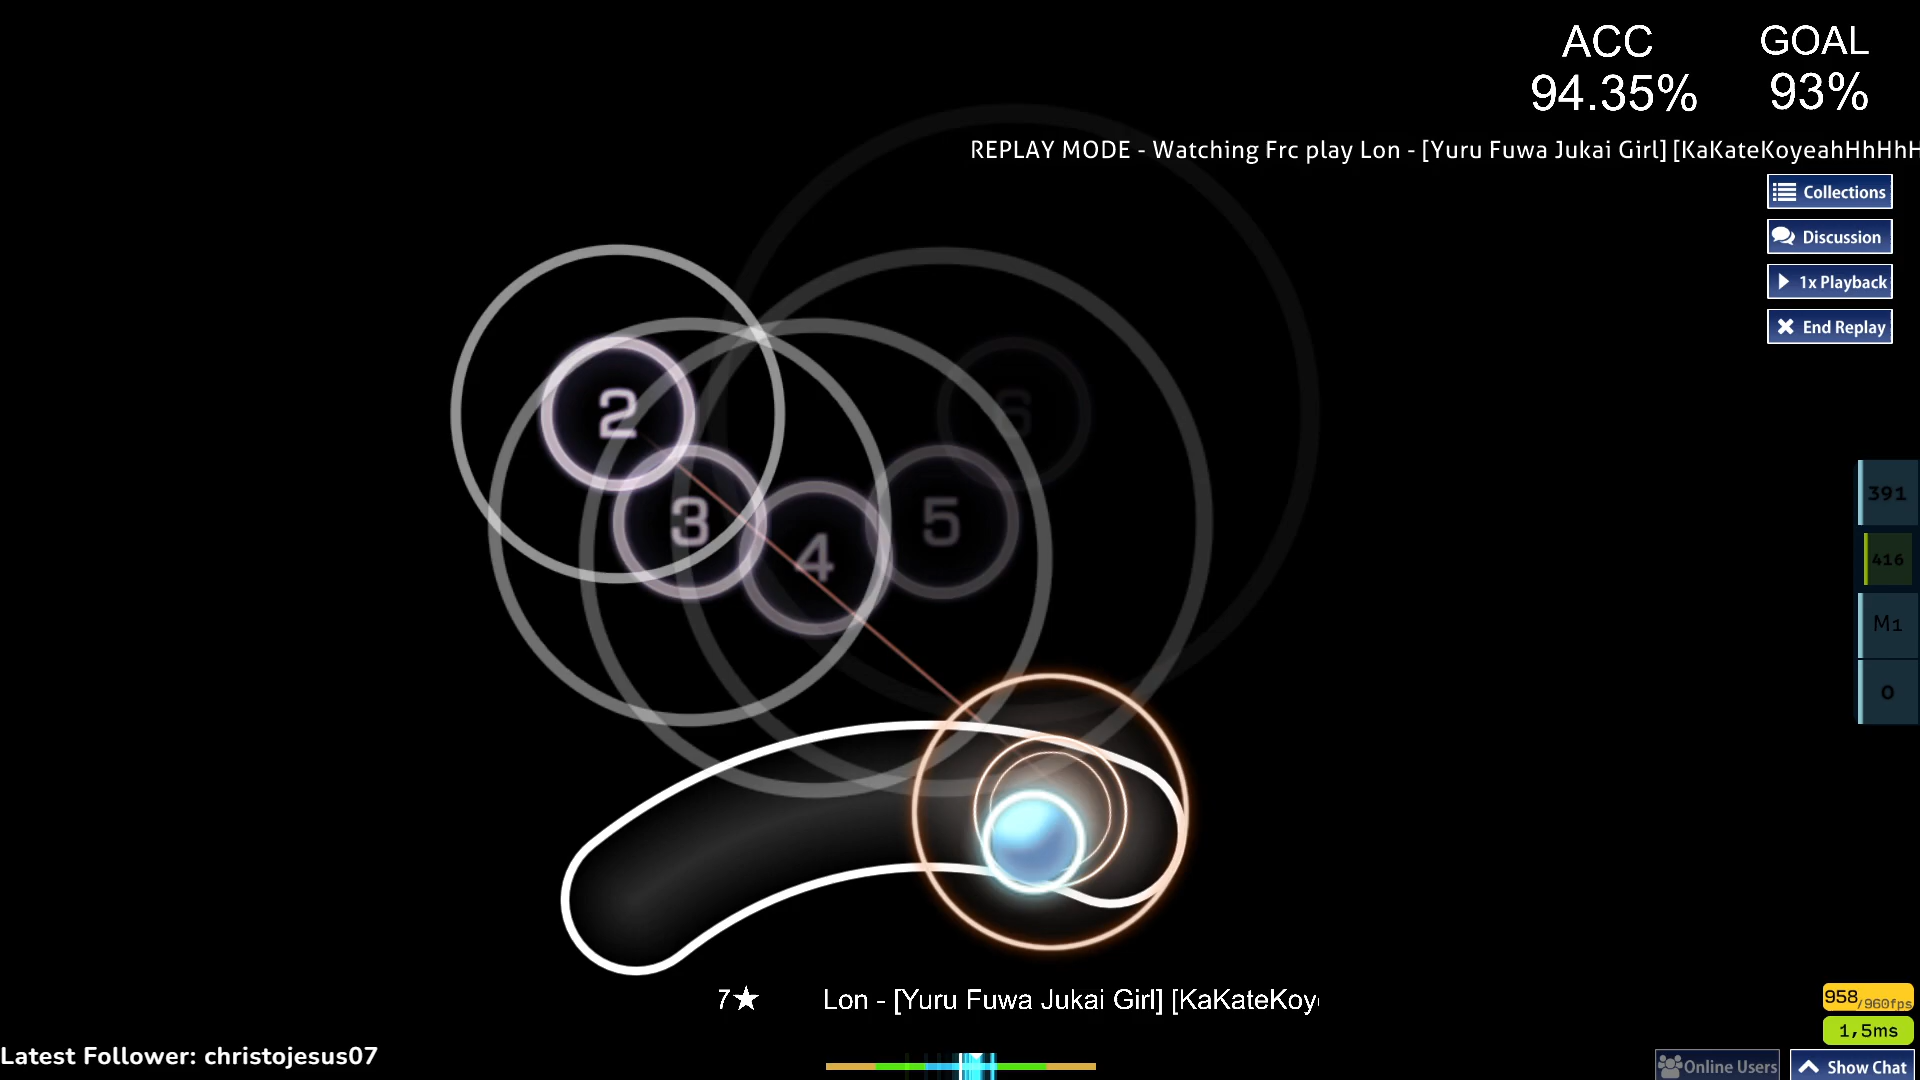 ACC
GOAL
94.35%
93%
REPLAY MODE - Watching Frc play Lon - [Yuru Fuwa Jukai Girl] [KaKateKoyeahHhHhH
Collections
Discussion
1x Playback
End Replay
2
3
4
5
6
391
416
M1
0
7★
Lon - [Yuru Fuwa Jukai Girl] [KaKateKoy
958/960fps
1,5ms
Latest Follower: christojesus07
Online Users
Show Chat